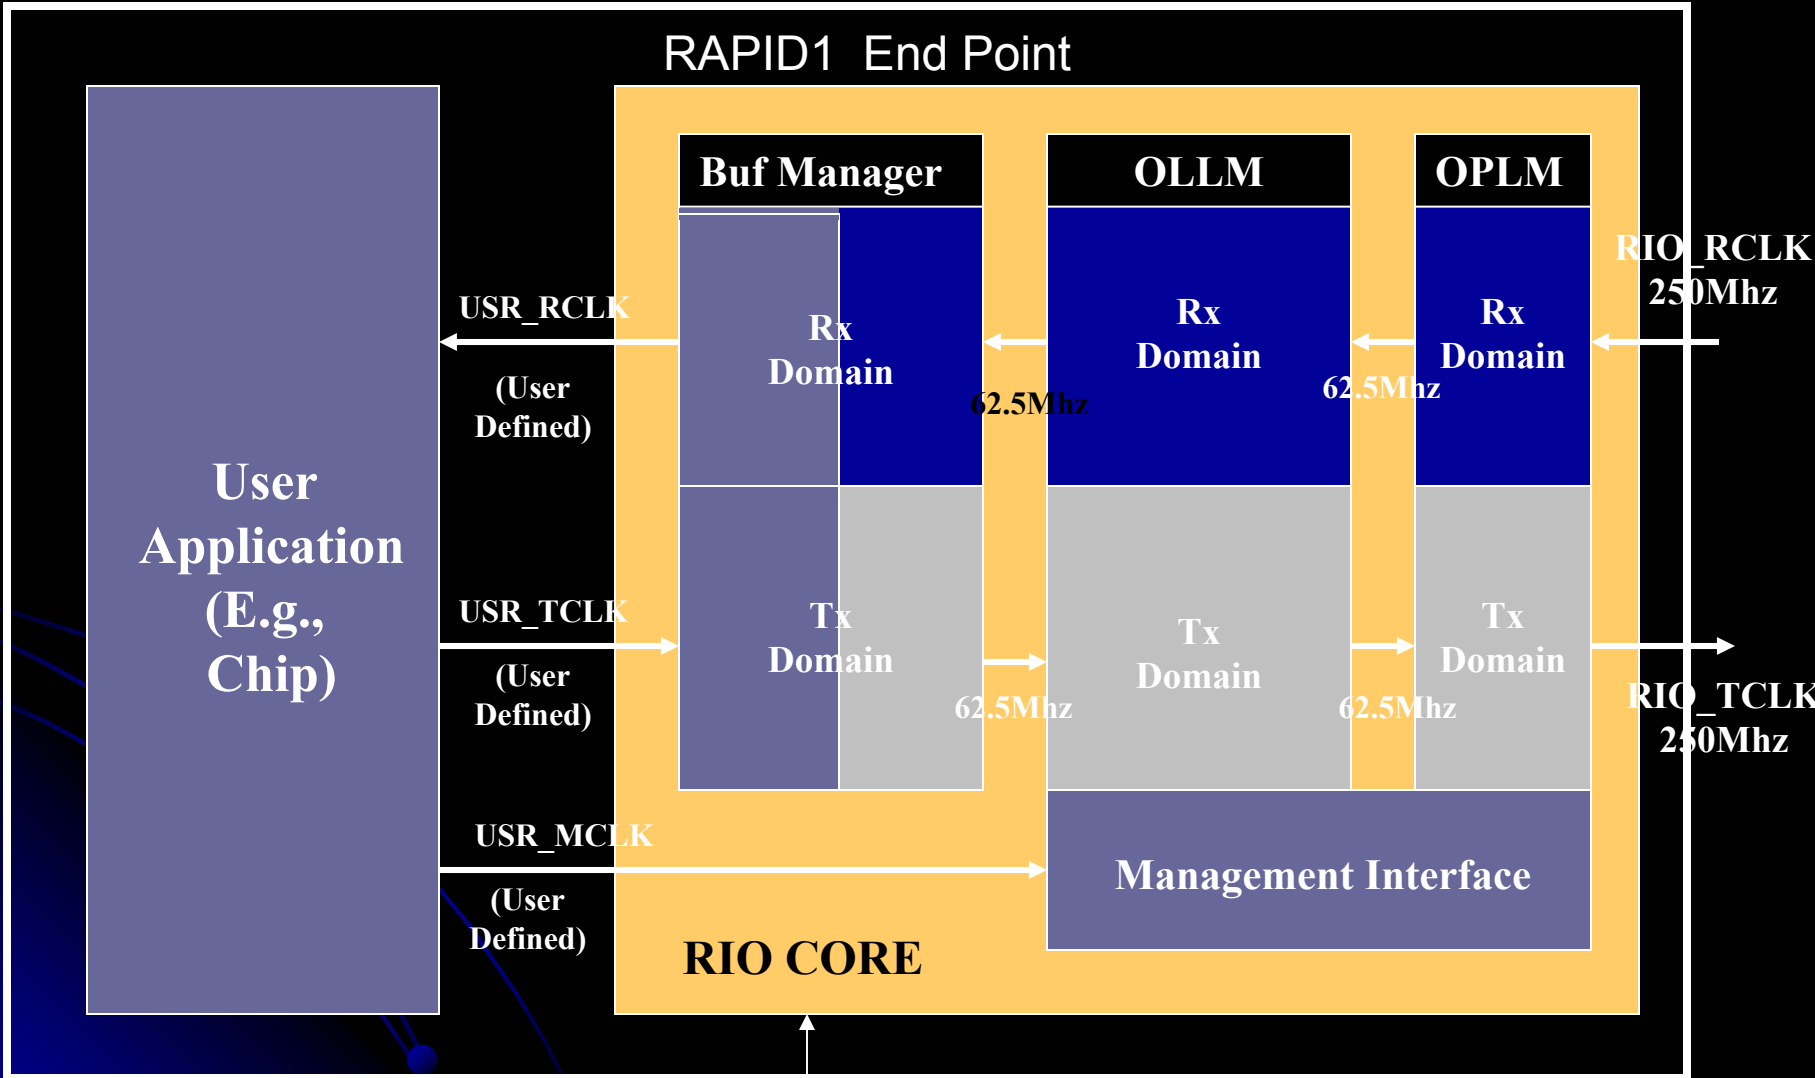 RAPID1 End Point
Buf Manager
OLLM
OPLM
RIO_RCLK
250Mhz
USR_RCLK
(User
Defined)
Rx
Domain
62.5Mhz
Rx
Domain
62.5Mhz
Rx
Domain
User
Application
(E.g.,
Chip)
USR_TCLK
(User
Defined)
Tx
Domain
62.5Mhz
Tx
Domain
62.5Mhz
Tx
Domain
RIO_TCLK
250Mhz
USR_MCLK
(User
Defined)
Management Interface
RIO CORE